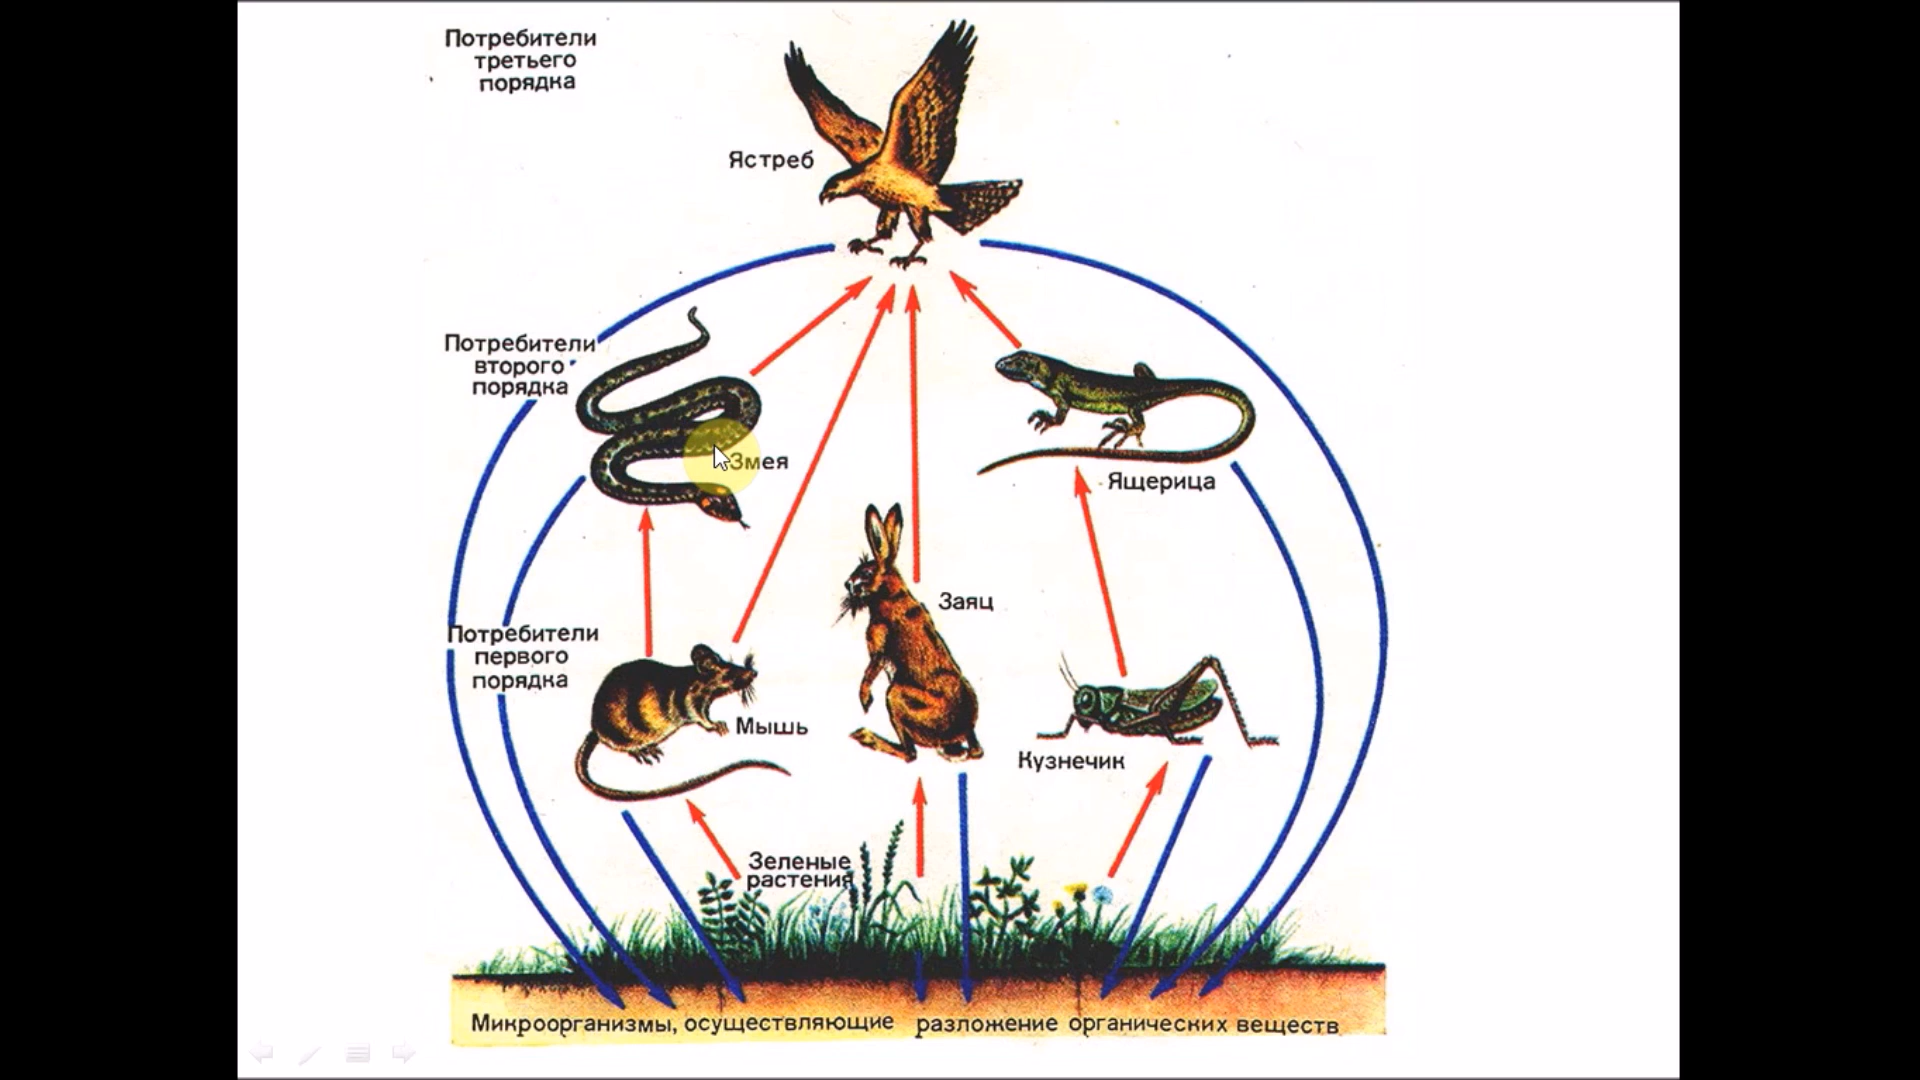 Потребители
третьего
порядка
Ястреб
Потребители
второго
порядка
Змея
Ящерица
Заяц
Потребители
первого
порядка
Мышь
Кузнечик
Зеленые
растения
Микроорганизмы, осуществляющие разложение органических веществ